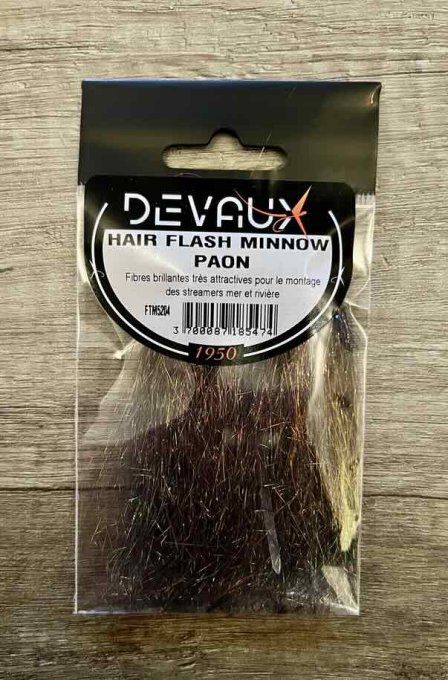 DEVAUX
HAIR FLASH MINNOW
PAON
Fibres brillantes très attractives pour le montage
des streamers mer et rivière
FTM5204
3 700087 185474
1950